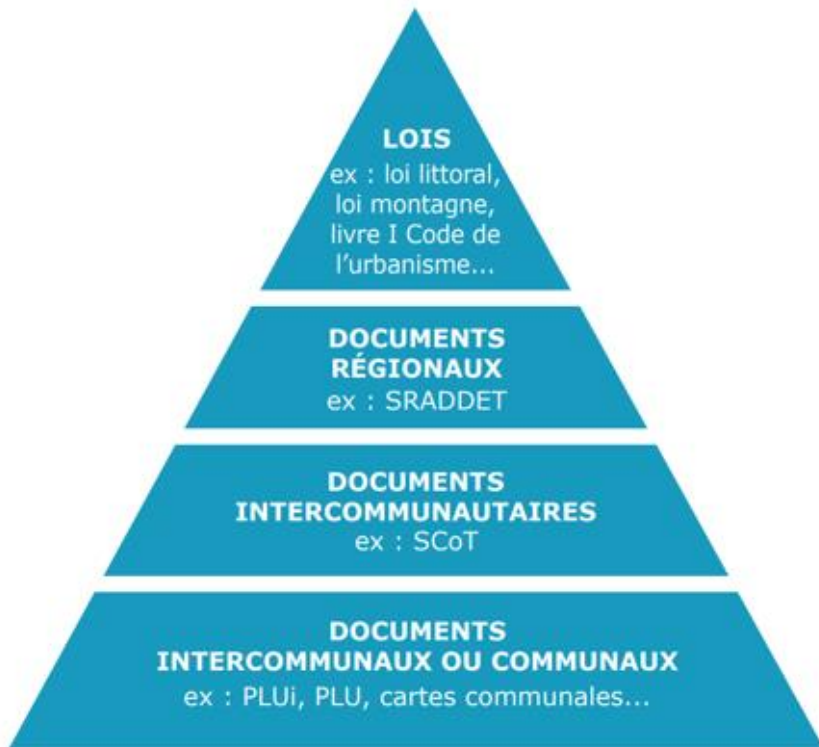 LOIS
ex : loi littoral,
loi montagne,
livre I Code de
l'urbanisme...
DOCUMENTS
RÉGIONAUX
ex : SRADDET
DOCUMENTS
INTERCOMMUNAUTAIRES
ex : SCoT
DOCUMENTS
INTERCOMMUNAUX OU COMMUNAUX
ex : PLUi, PLU, cartes communales...